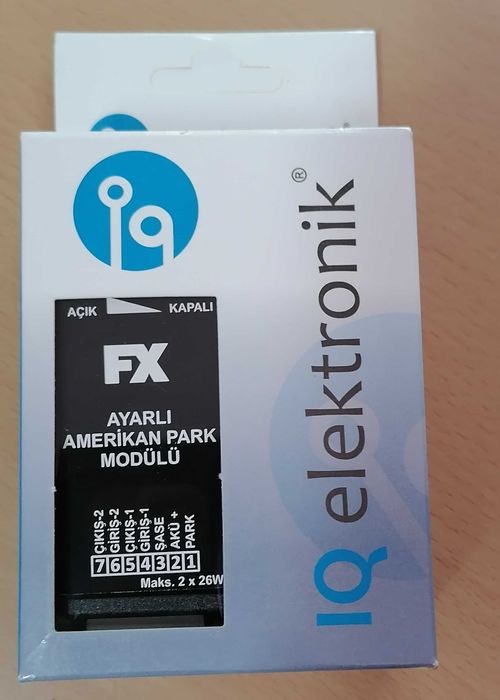 iq
AÇIK KAPALI
FX
AYARLI
AMERİKAN PARK
MODÜLÜ
ÇIKIŞ-2
GİRİŞ-2
ÇIKIŞ-1
GİRİŞ-1
ŞASE
AKÜ +
PARK
7 6 5 4 3 2 1
Maks. 2 x 26W
IQ elektronik®